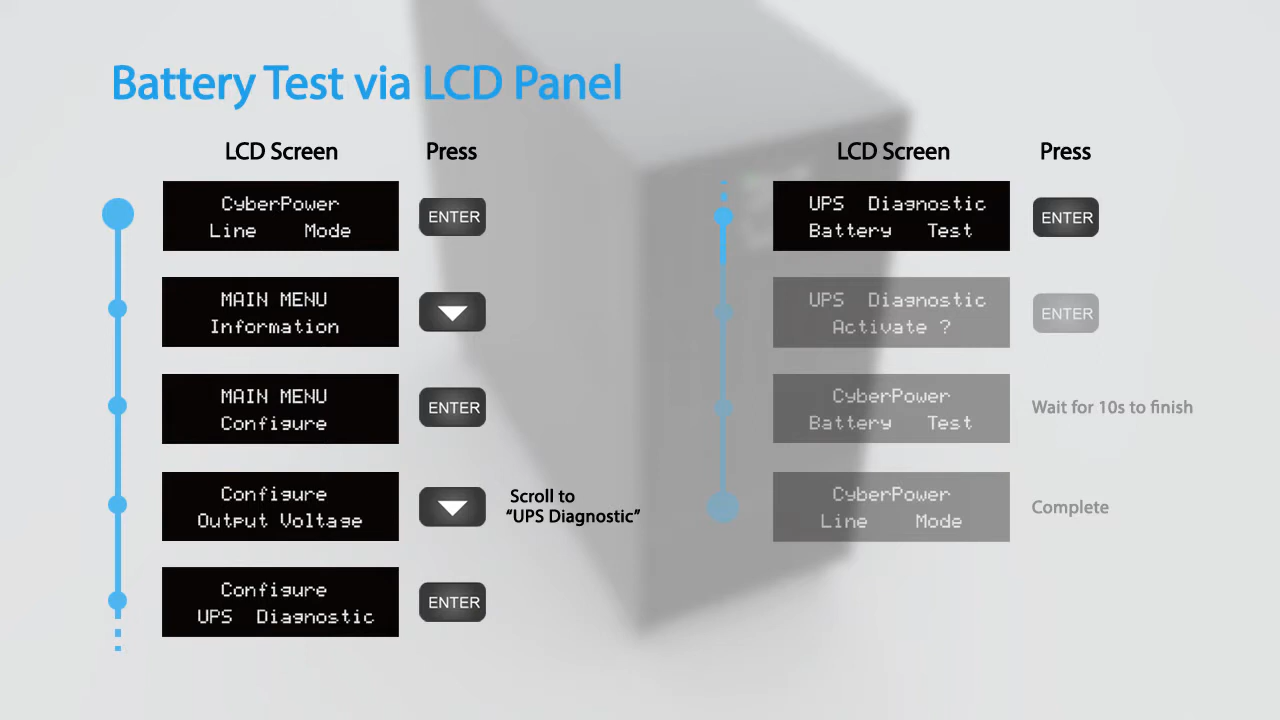 Battery Test via LCD Panel
LCD Screen Press
CyberPower
Line Mode
ENTER
MAIN MENU
Information
MAIN MENU
Configure
ENTER
Configure
Output Voltage
Scroll to
“UPS Diagnostic”
Configure
UPS Diagnostic
ENTER
LCD Screen Press
UPS Diagnostic
Battery Test
ENTER
UPS Diagnostic
Activate ?
ENTER
CyberPower
Battery Test
Wait for 10s to finish
CyberPower
Line Mode
Complete